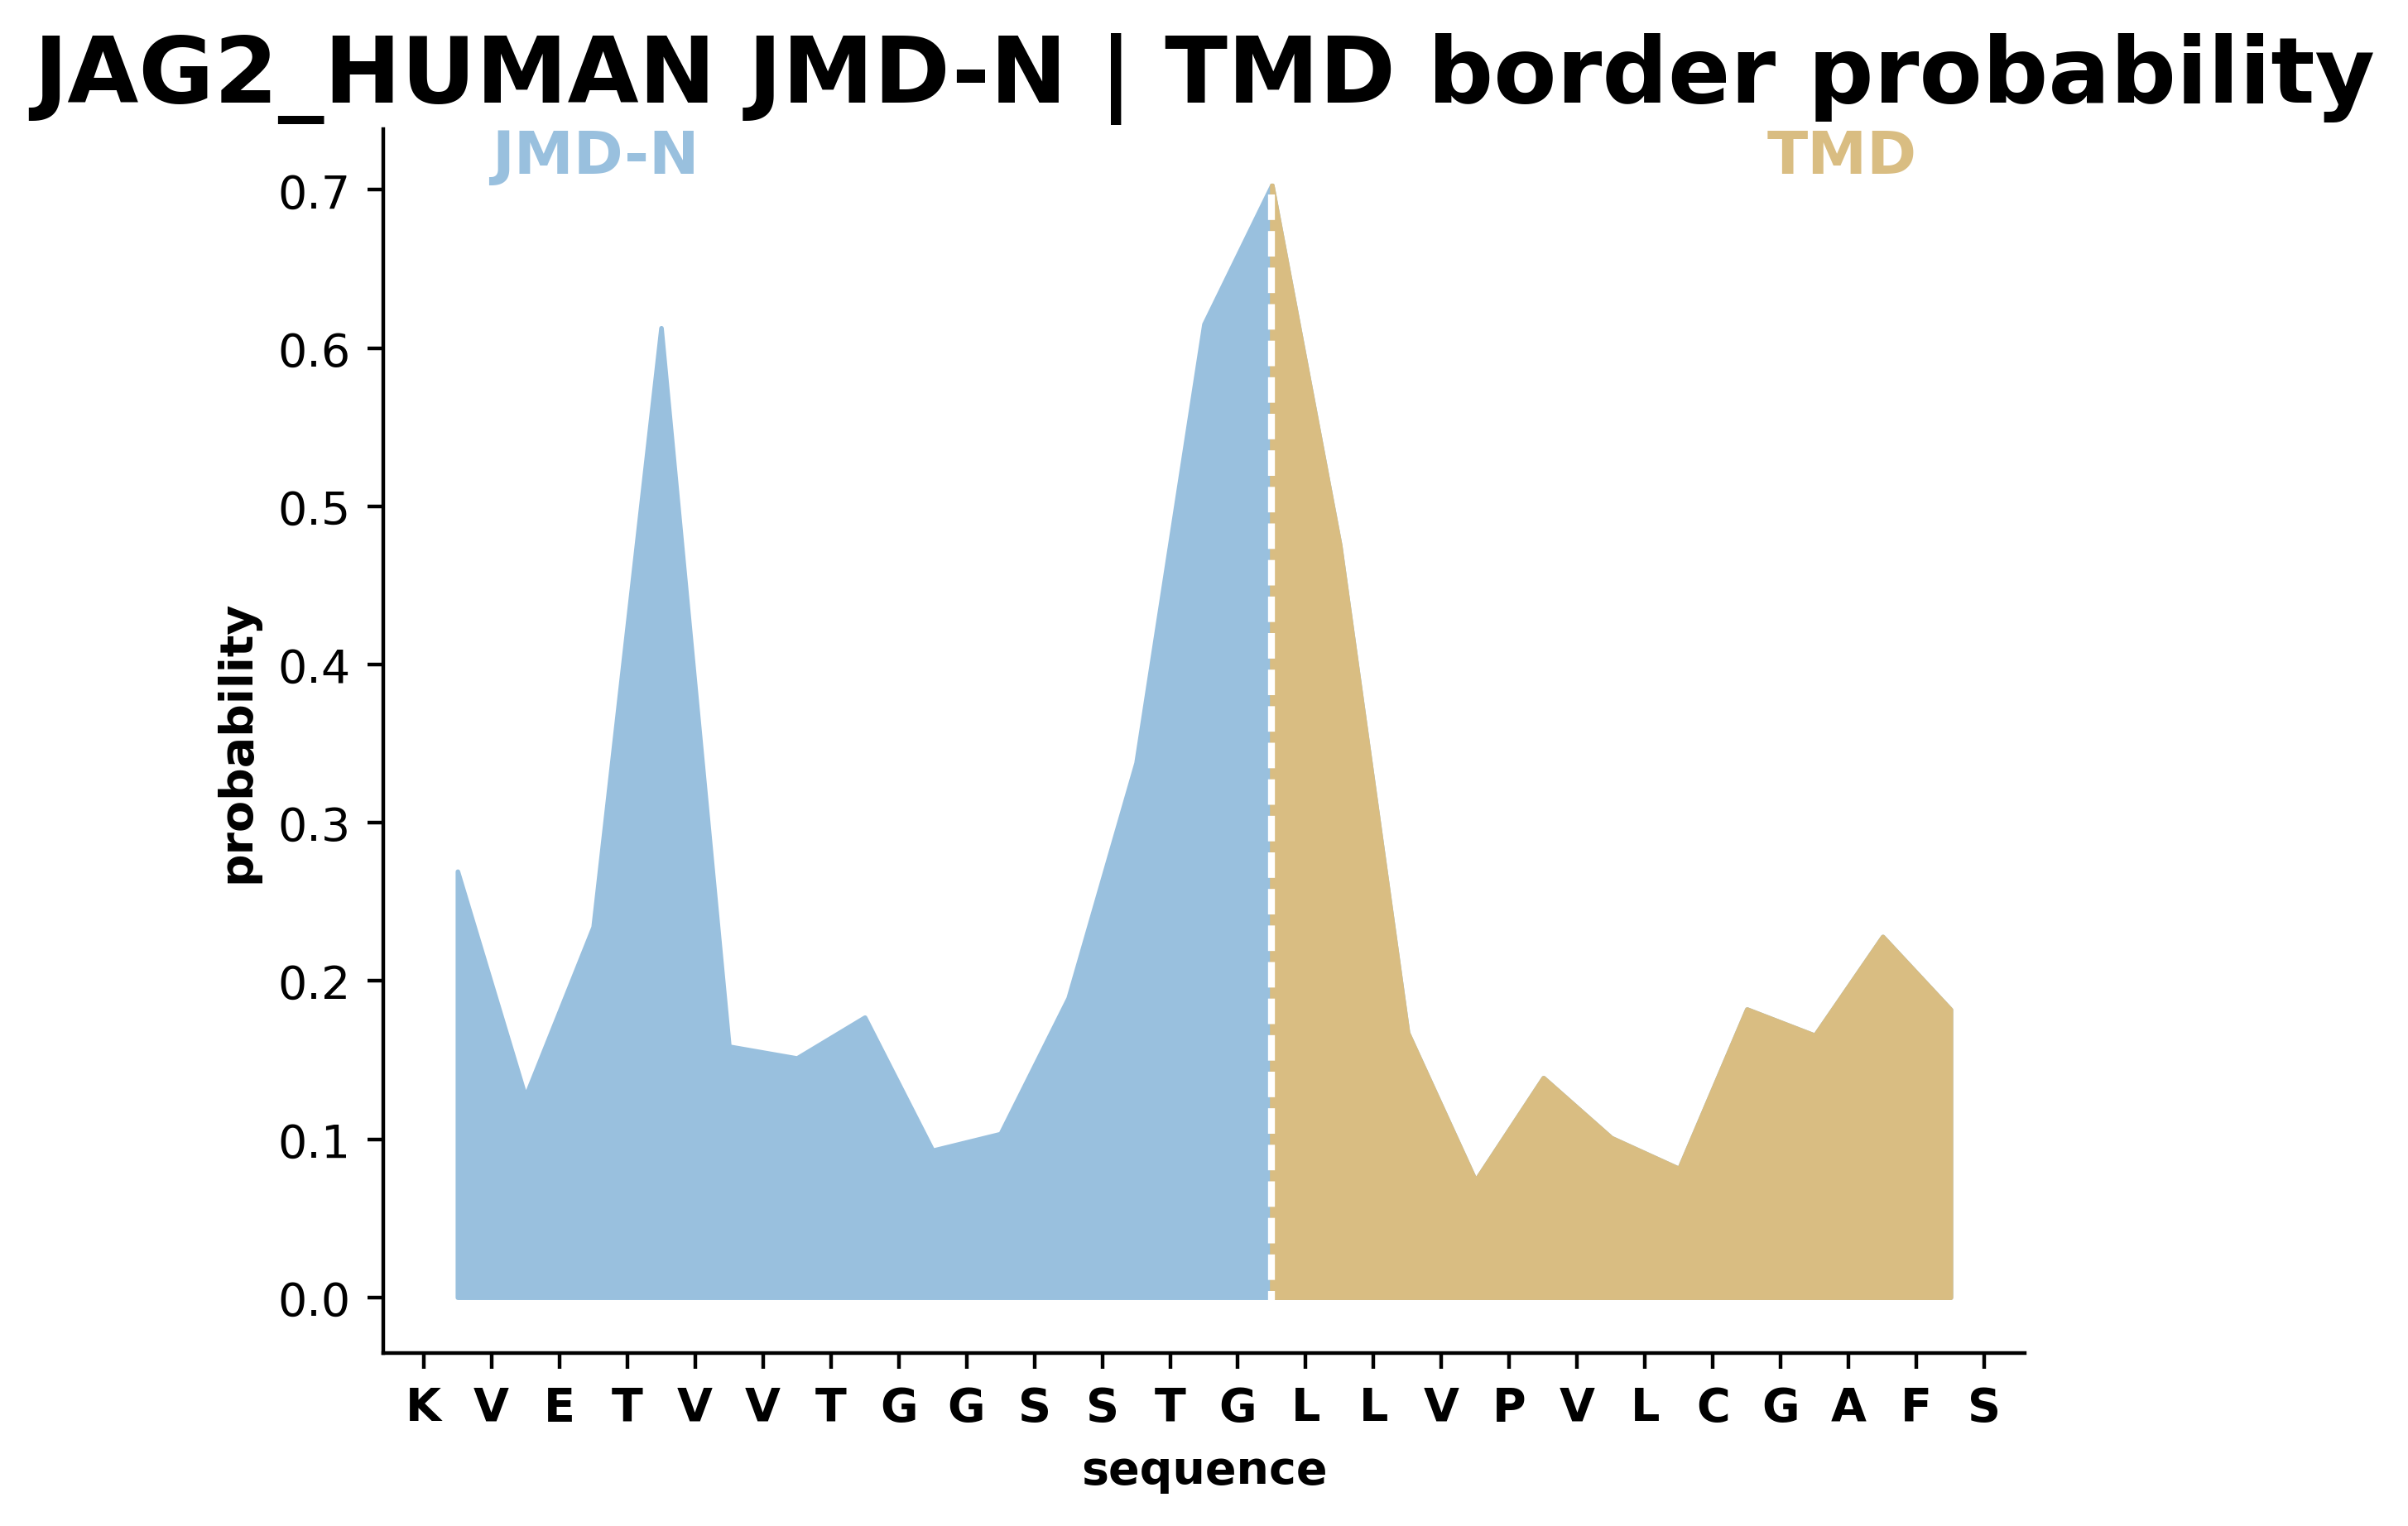 JAG2_HUMAN JMD-N | TMD border probability
JMD-N TMD
0.7
0.6
0.5
0.4
0.3
0.2
0.1
0.0
probability
K V E T V V T G G S S T G L L V P V L C G A F S
sequence